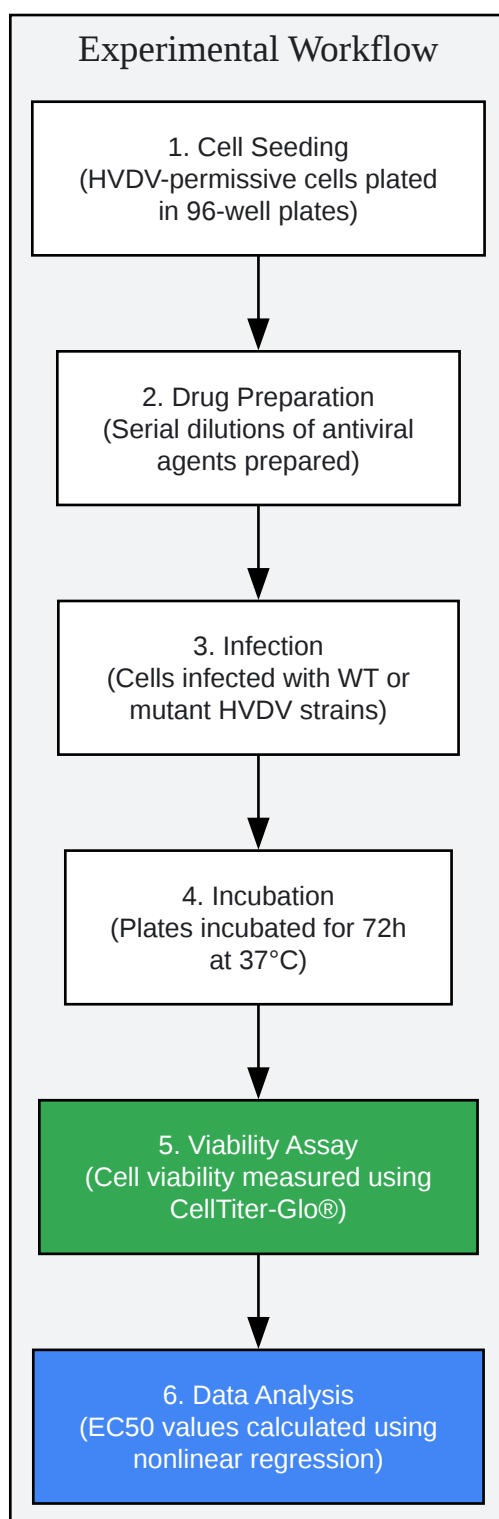 Experimental Workflow
1. Cell Seeding
(HVDV-permissive cells plated
in 96-well plates)
2. Drug Preparation
(Serial dilutions of antiviral
agents prepared)
3. Infection
(Cells infected with WT or
mutant HVDV strains)
4. Incubation
(Plates incubated for 72h
at 37°C)
5. Viability Assay
(Cell viability measured using
CellTiter-Glo®)
6. Data Analysis
(EC50 values calculated using
nonlinear regression)